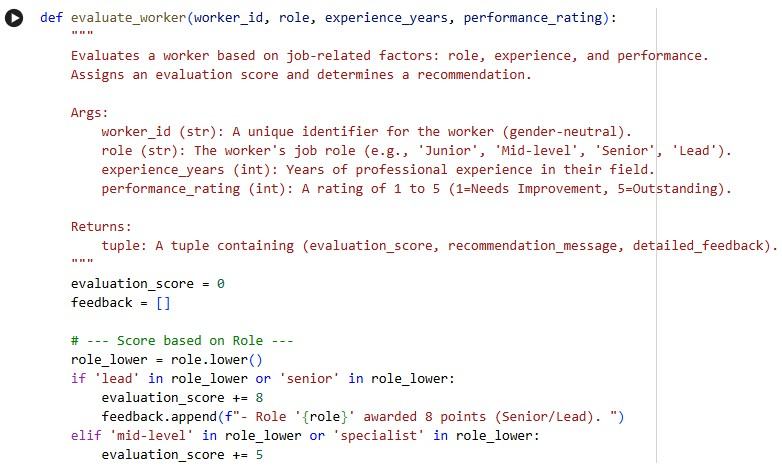 def evaluate_worker(worker_id, role, experience_years, performance_rating):
"""
Evaluates a worker based on job-related factors: role, experience, and performance.
Assigns an evaluation score and determines a recommendation.
Args:
worker_id (str): A unique identifier for the worker (gender-neutral).
role (str): The worker's job role (e.g., 'Junior', 'Mid-level', 'Senior', 'Lead').
experience_years (int): Years of professional experience in their field.
performance_rating (int): A rating of 1 to 5 (1=Needs Improvement, 5=Outstanding).
Returns:
tuple: A tuple containing (evaluation_score, recommendation_message, detailed_feedback).
"""
evaluation_score = 0
feedback = []
# --- Score based on Role ---
role_lower = role.lower()
if 'lead' in role_lower or 'senior' in role_lower:
evaluation_score += 8
feedback.append(f"- Role '{role}' awarded 8 points (Senior/Lead). ")
elif 'mid-level' in role_lower or 'specialist' in role_lower:
evaluation_score += 5